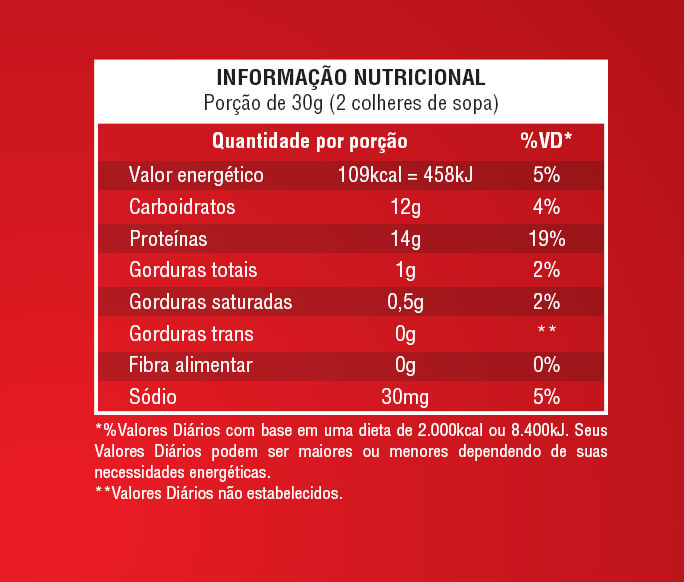 INFORMAÇÃO NUTRICIONAL
Porção de 30g (2 colheres de sopa)
Quantidade por porção %VD*
Valor energético 109kcal = 458kJ 5%
Carboidratos 12g 4%
Proteínas 14g 19%
Gorduras totais 1g 2%
Gorduras saturadas 0,5g 2%
Gorduras trans 0g **
Fibra alimentar 0g 0%
Sódio 30mg 5%
*%Valores Diários com base em uma dieta de 2.000kcal ou 8.400kJ. Seus
Valores Diários podem ser maiores ou menores dependendo de suas
necessidades energéticas.
**Valores Diários não estabelecidos.